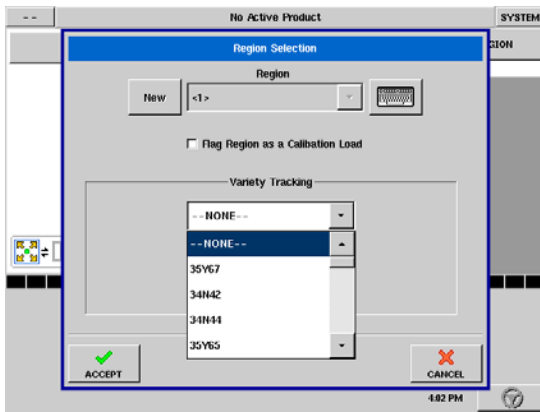 -- No Active Product SYSTEM
Region Selection
Region
New <1>
Flag Region as a Calibation Load
Variety Tracking
--NONE--
--NONE--
35Y67
34N42
34N44
35Y65
ACCEPT CANCEL
4:02 PM